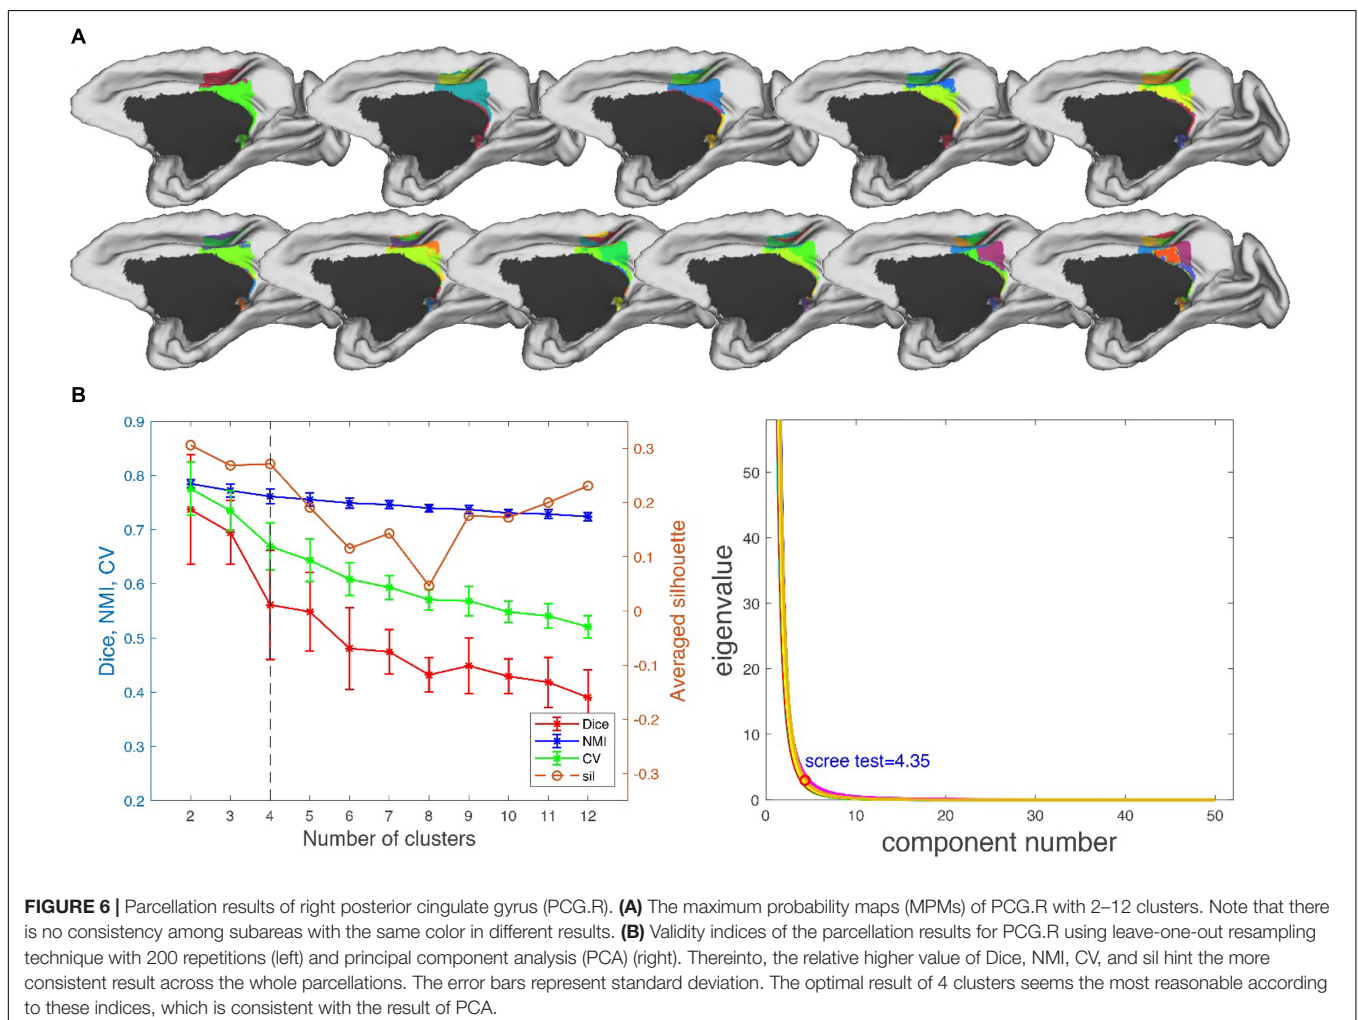 A
B
0.9
0.8
0.7
0.6
0.5
0.4
0.3
0.2
Dice, NMI, CV
2 3 4 5 6 7 8 9 10 11 12
Number of clusters
0.3
0.2
0.1
0
-0.1
-0.2
-0.3
Averaged silhouette
Dice
NMI
CV
sil
50
40
30
20
10
0
eigenvalue
scree test=4.35
0 10 20 30 40 50
component number
FIGURE 6 | Parcellation results of right posterior cingulate gyrus (PCG.R). (A) The maximum probability maps (MPMs) of PCG.R with 2–12 clusters. Note that there
is no consistency among subareas with the same color in different results. (B) Validity indices of the parcellation results for PCG.R using leave-one-out resampling
technique with 200 repetitions (left) and principal component analysis (PCA) (right). Thereinto, the relative higher value of Dice, NMI, CV, and sil hint the more
consistent result across the whole parcellations. The error bars represent standard deviation. The optimal result of 4 clusters seems the most reasonable according
to these indices, which is consistent with the result of PCA.